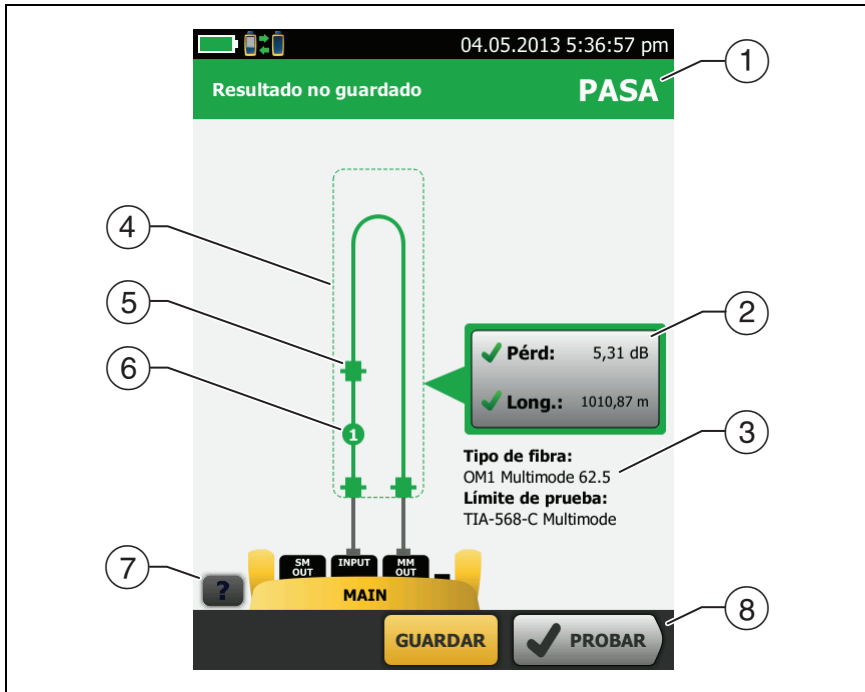 04.05.2013 5:36:57 pm
Resultado no guardado
PASA
1
4
5
6
1
2
Pérd: 5,31 dB
Long.: 1010,87 m
3
Tipo de fibra:
OM1 Multimode 62.5
Límite de prueba:
TIA-568-C Multimode
SM OUT
INPUT
MM OUT
MAIN
7
?
GUARDAR
PROBAR
8